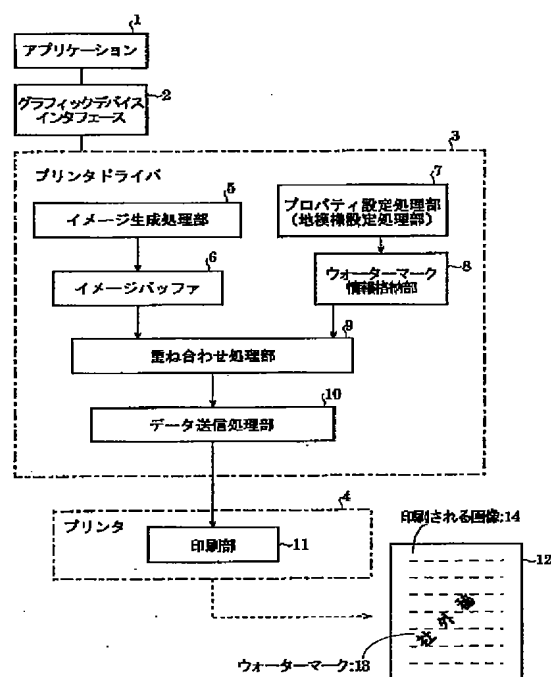 1
アプリケーション
2
グラフィックデバイス
インタフェース
3
プリンタドライバ
5
イメージ生成処理部
7
プロパティ設定処理部
(地模様設定処理部)
6
イメージバッファ
8
ウォーターマーク
情報格納部
9
重ね合わせ処理部
10
データ送信処理部
4
プリンタ
印刷部
11
印刷される画像:14
12
社外秘
ウォーターマーク:13